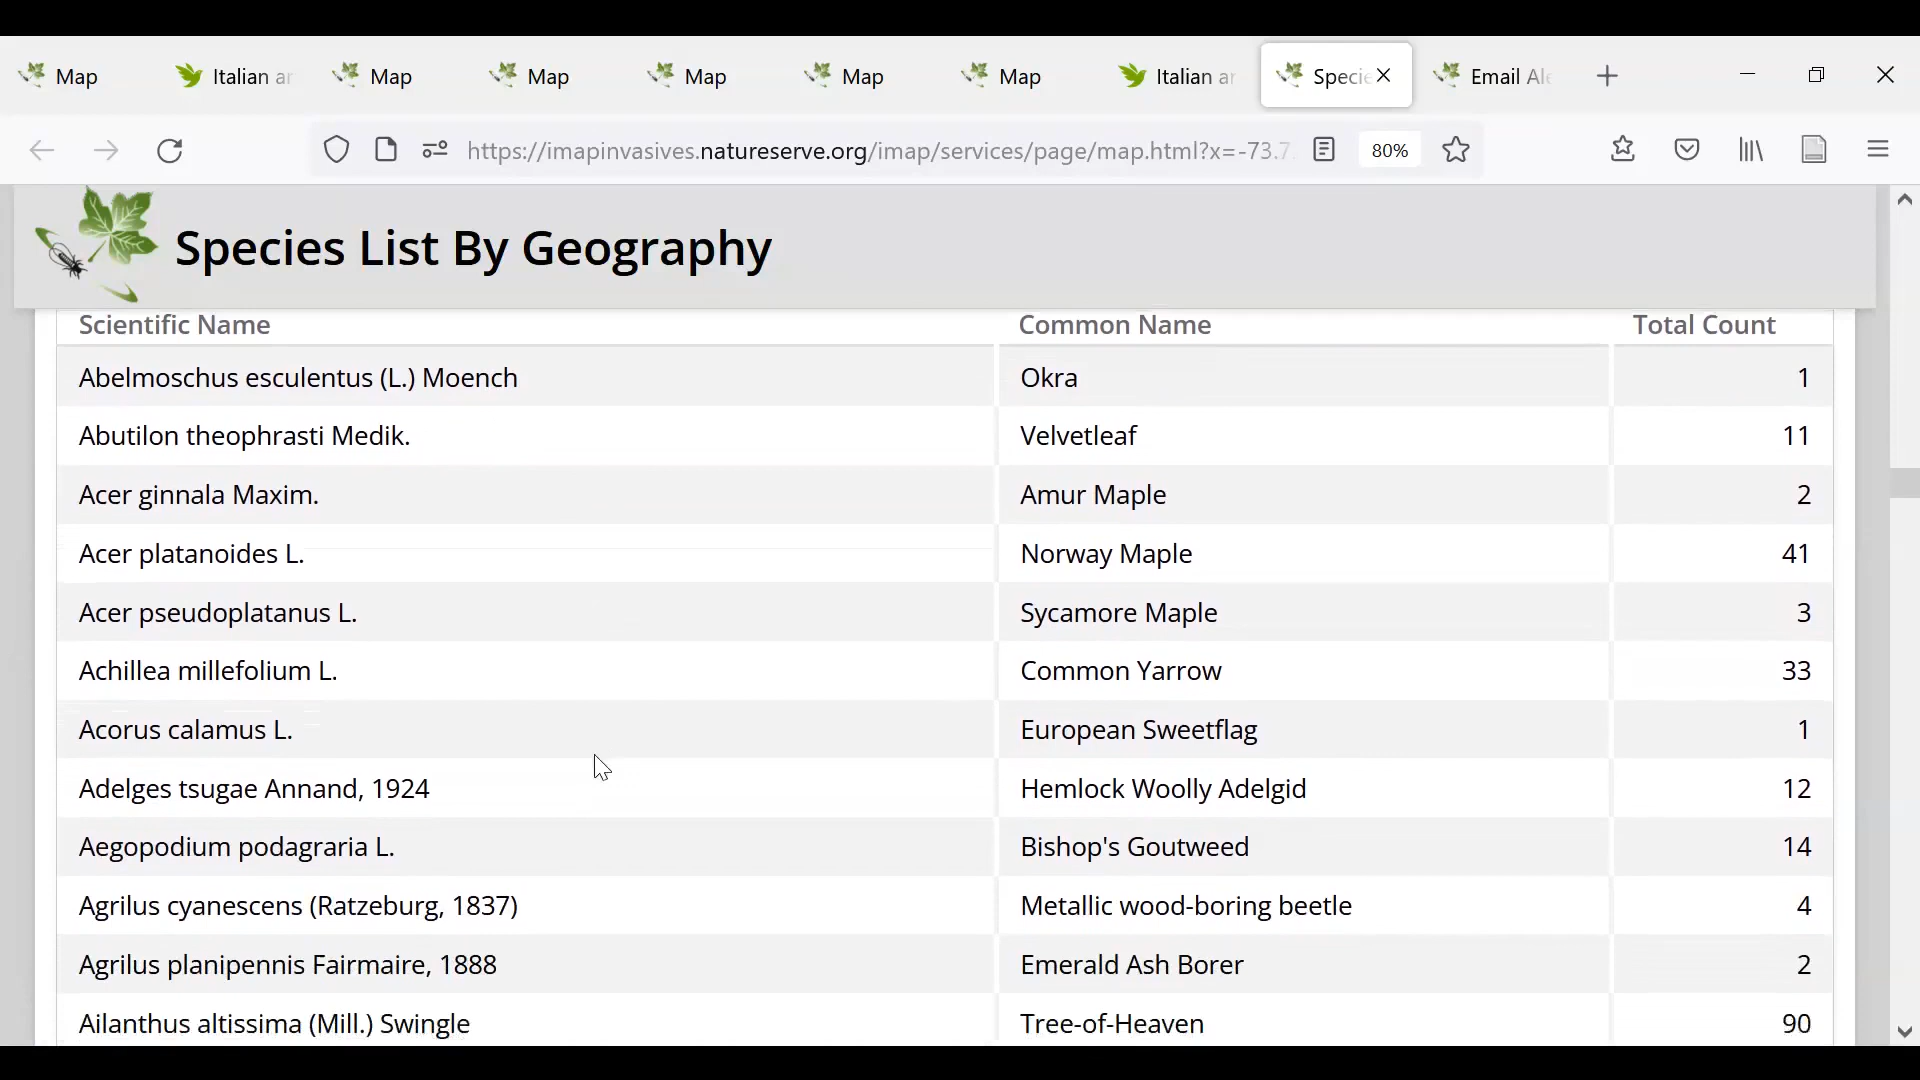 Map
Italian a
Map
Map
Map
Map
Map
Italian a
Specie
Email Ale
https://imapinvasives.natureserve.org/imap/services/page/map.html?x=-73.7
80%
Species List By Geography
Scientific Name Common Name Total Count
Abelmoschus esculentus (L.) Moench Okra 1
Abutilon theophrasti Medik. Velvetleaf 11
Acer ginnala Maxim. Amur Maple 2
Acer platanoides L. Norway Maple 41
Acer pseudoplatanus L. Sycamore Maple 3
Achillea millefolium L. Common Yarrow 33
Acorus calamus L. European Sweetflag 1
Adelges tsugae Annand, 1924 Hemlock Woolly Adelgid 12
Aegopodium podagraria L. Bishop's Goutweed 14
Agrilus cyanescens (Ratzeburg, 1837) Metallic wood-boring beetle 4
Agrilus planipennis Fairmaire, 1888 Emerald Ash Borer 2
Ailanthus altissima (Mill.) Swingle Tree-of-Heaven 90